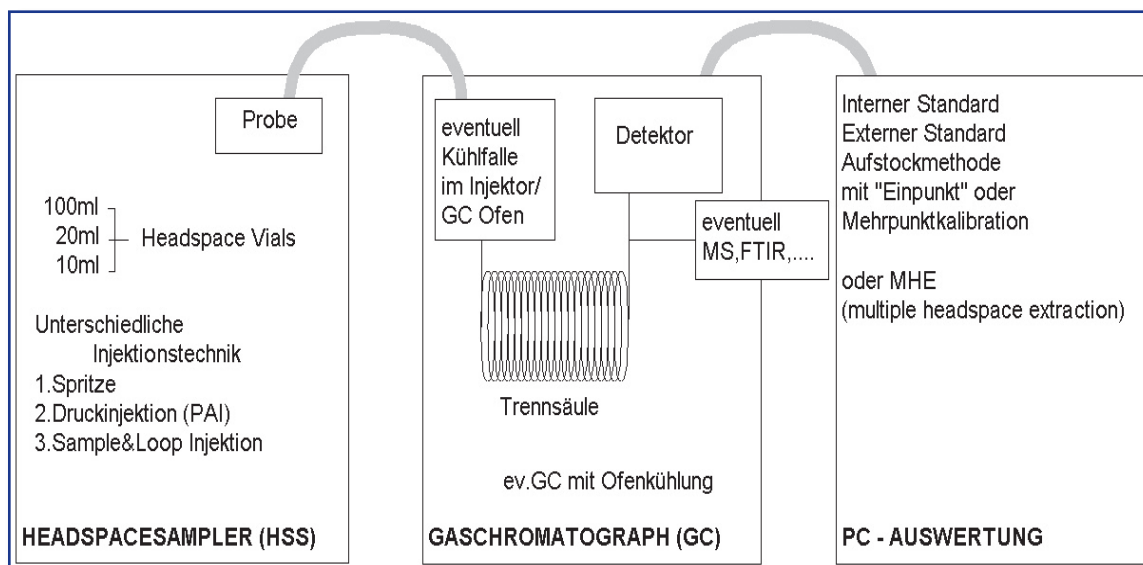 Probe
100ml
20ml
10ml
Headspace Vials
Unterschiedliche
Injektionstechnik
1.Spritze
2.Druckinjektion (PAI)
3.Sample&Loop Injektion
HEADSPACESAMPLER (HSS)
eventuell
Kühlfalle
im Injektor/
GC Ofen
Detektor
eventuell
MS,FTIR,....
Trennsäule
ev.GC mit Ofenkühlung
GASCHROMATOGRAPH (GC)
Interner Standard
Externer Standard
Aufstockmethode
mit "Einpunkt" oder
Mehrpunktkalibration
oder MHE
(multiple headspace extraction)
PC - AUSWERTUNG